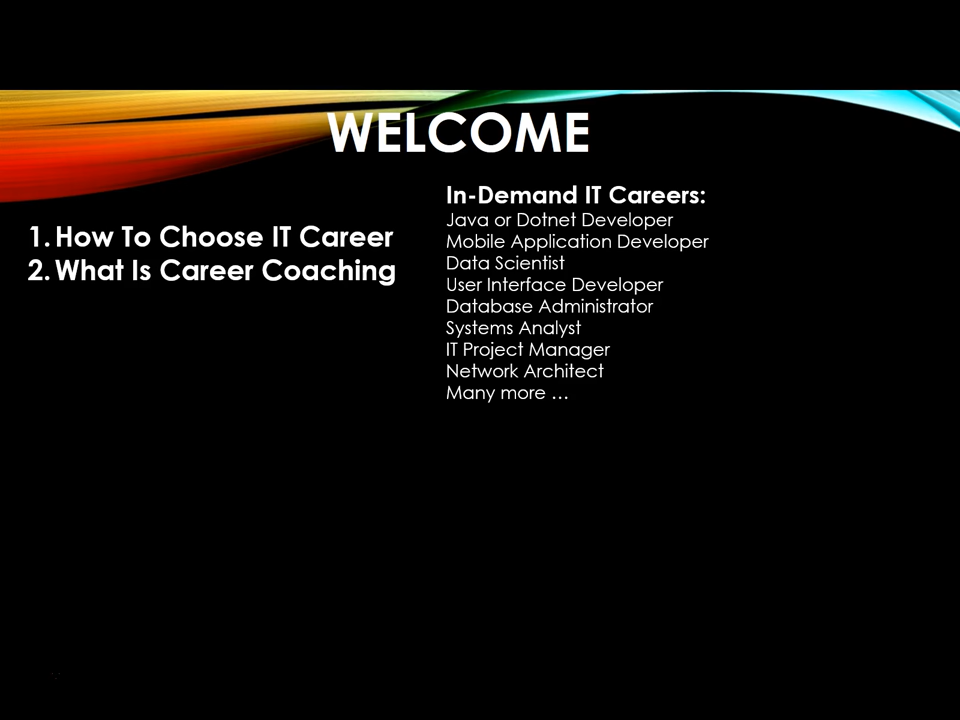 WELCOME
1. How To Choose IT Career
2. What Is Career Coaching
In-Demand IT Careers:
Java or Dotnet Developer
Mobile Application Developer
Data Scientist
User Interface Developer
Database Administrator
Systems Analyst
IT Project Manager
Network Architect
Many more …